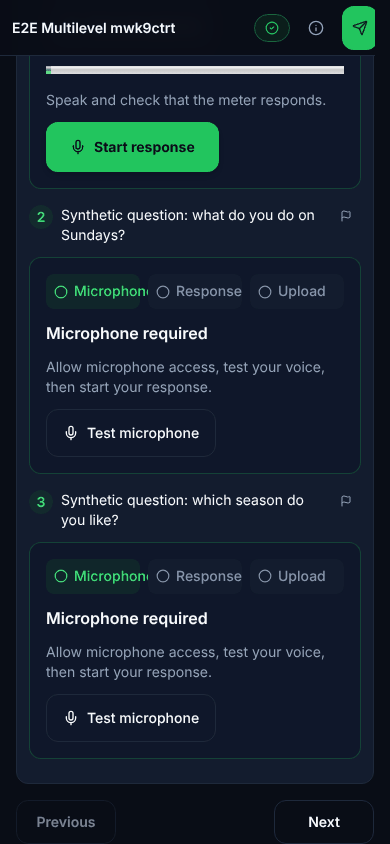 E2E Multilevel mwk9ctrt
Speak and check that the meter responds.
Start response
2 Synthetic question: what do you do on
Sundays?
Microphone Response Upload
Microphone required
Allow microphone access, test your voice,
then start your response.
Test microphone
3 Synthetic question: which season do
you like?
Microphone Response Upload
Microphone required
Allow microphone access, test your voice,
then start your response.
Test microphone
Previous Next